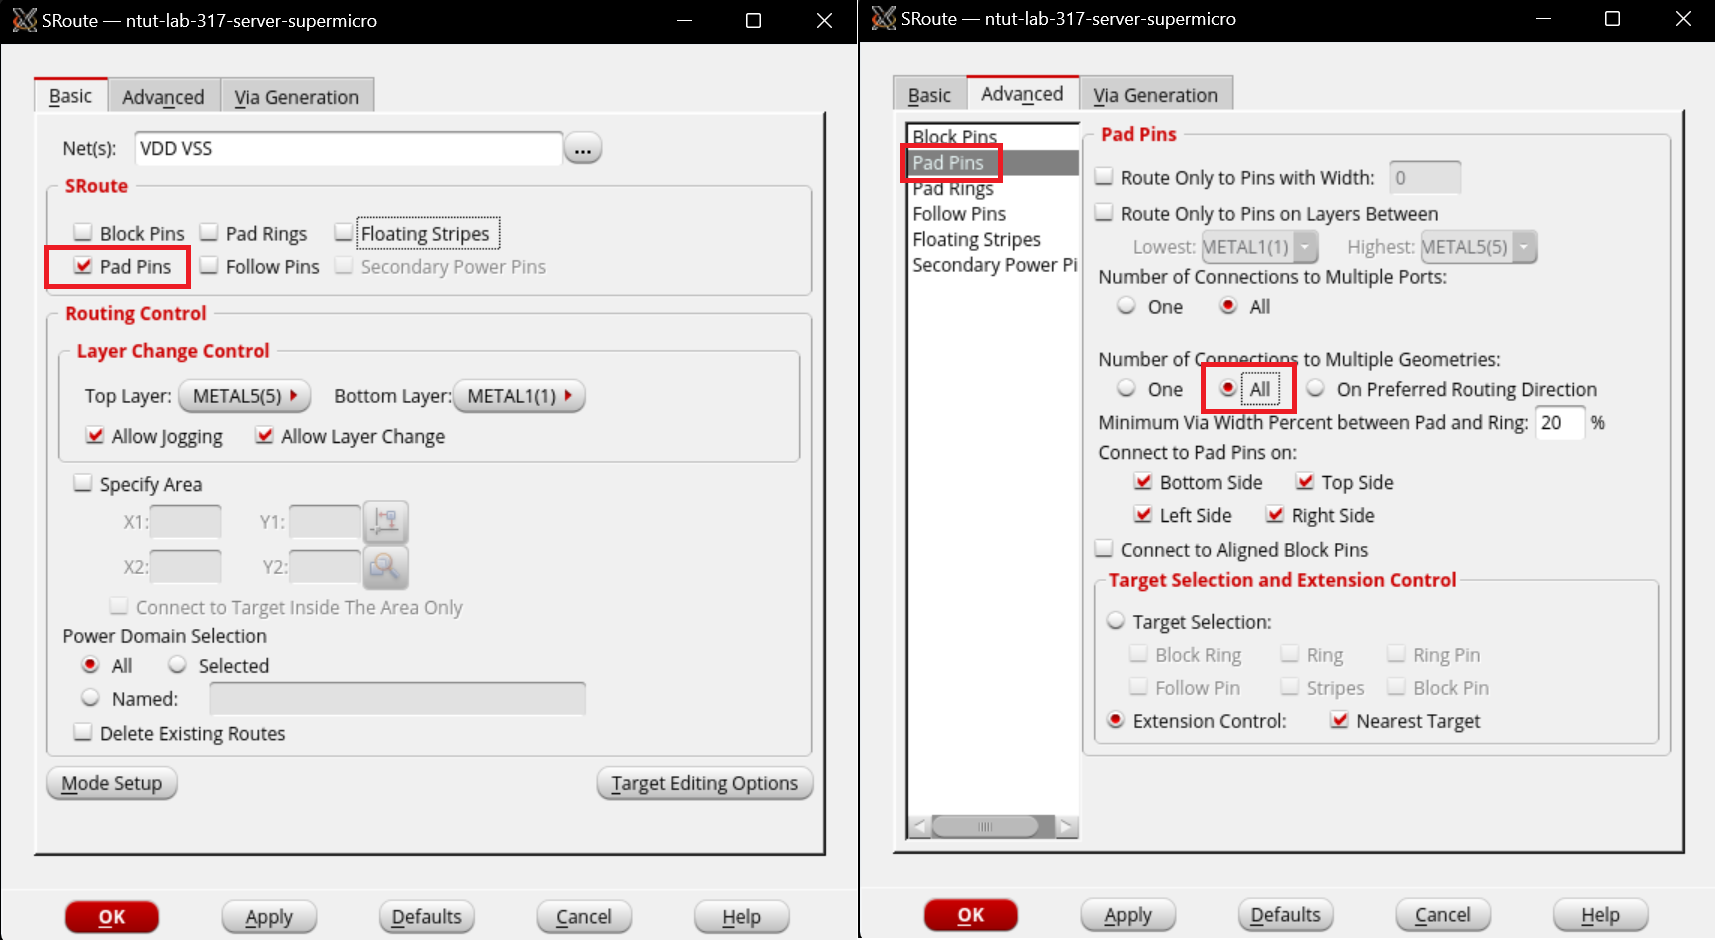 SRoute — ntut-lab-317-server-supermicro
Basic Advanced Via Generation
Net(s): VDD VSS ...
SRoute
Block Pins Pad Rings Floating Stripes
Pad Pins Follow Pins Secondary Power Pins
Routing Control
Layer Change Control
Top Layer: METAL5(5) Bottom Layer: METAL1(1)
Allow Jogging Allow Layer Change
Specify Area
X1: Y1:
X2: Y2:
Connect to Target Inside The Area Only
Power Domain Selection
All Selected
Named:
Delete Existing Routes
Mode Setup Target Editing Options
OK Apply Defaults Cancel Help
SRoute — ntut-lab-317-server-supermicro
Basic Advanced Via Generation
Block Pins
Pad Pins
Pad Rings
Follow Pins
Floating Stripes
Secondary Power Pi
Pad Pins
Route Only to Pins with Width: 0
Route Only to Pins on Layers Between
Lowest: METAL1(1) Highest: METAL5(5)
Number of Connections to Multiple Ports:
One All
Number of Connections to Multiple Geometries:
One All On Preferred Routing Direction
Minimum Via Width Percent between Pad and Ring: 20 %
Connect to Pad Pins on:
Bottom Side Top Side
Left Side Right Side
Connect to Aligned Block Pins
Target Selection and Extension Control
Target Selection:
Block Ring Ring Ring Pin
Follow Pin Stripes Block Pin
Extension Control: Nearest Target
OK Apply Defaults Cancel Help